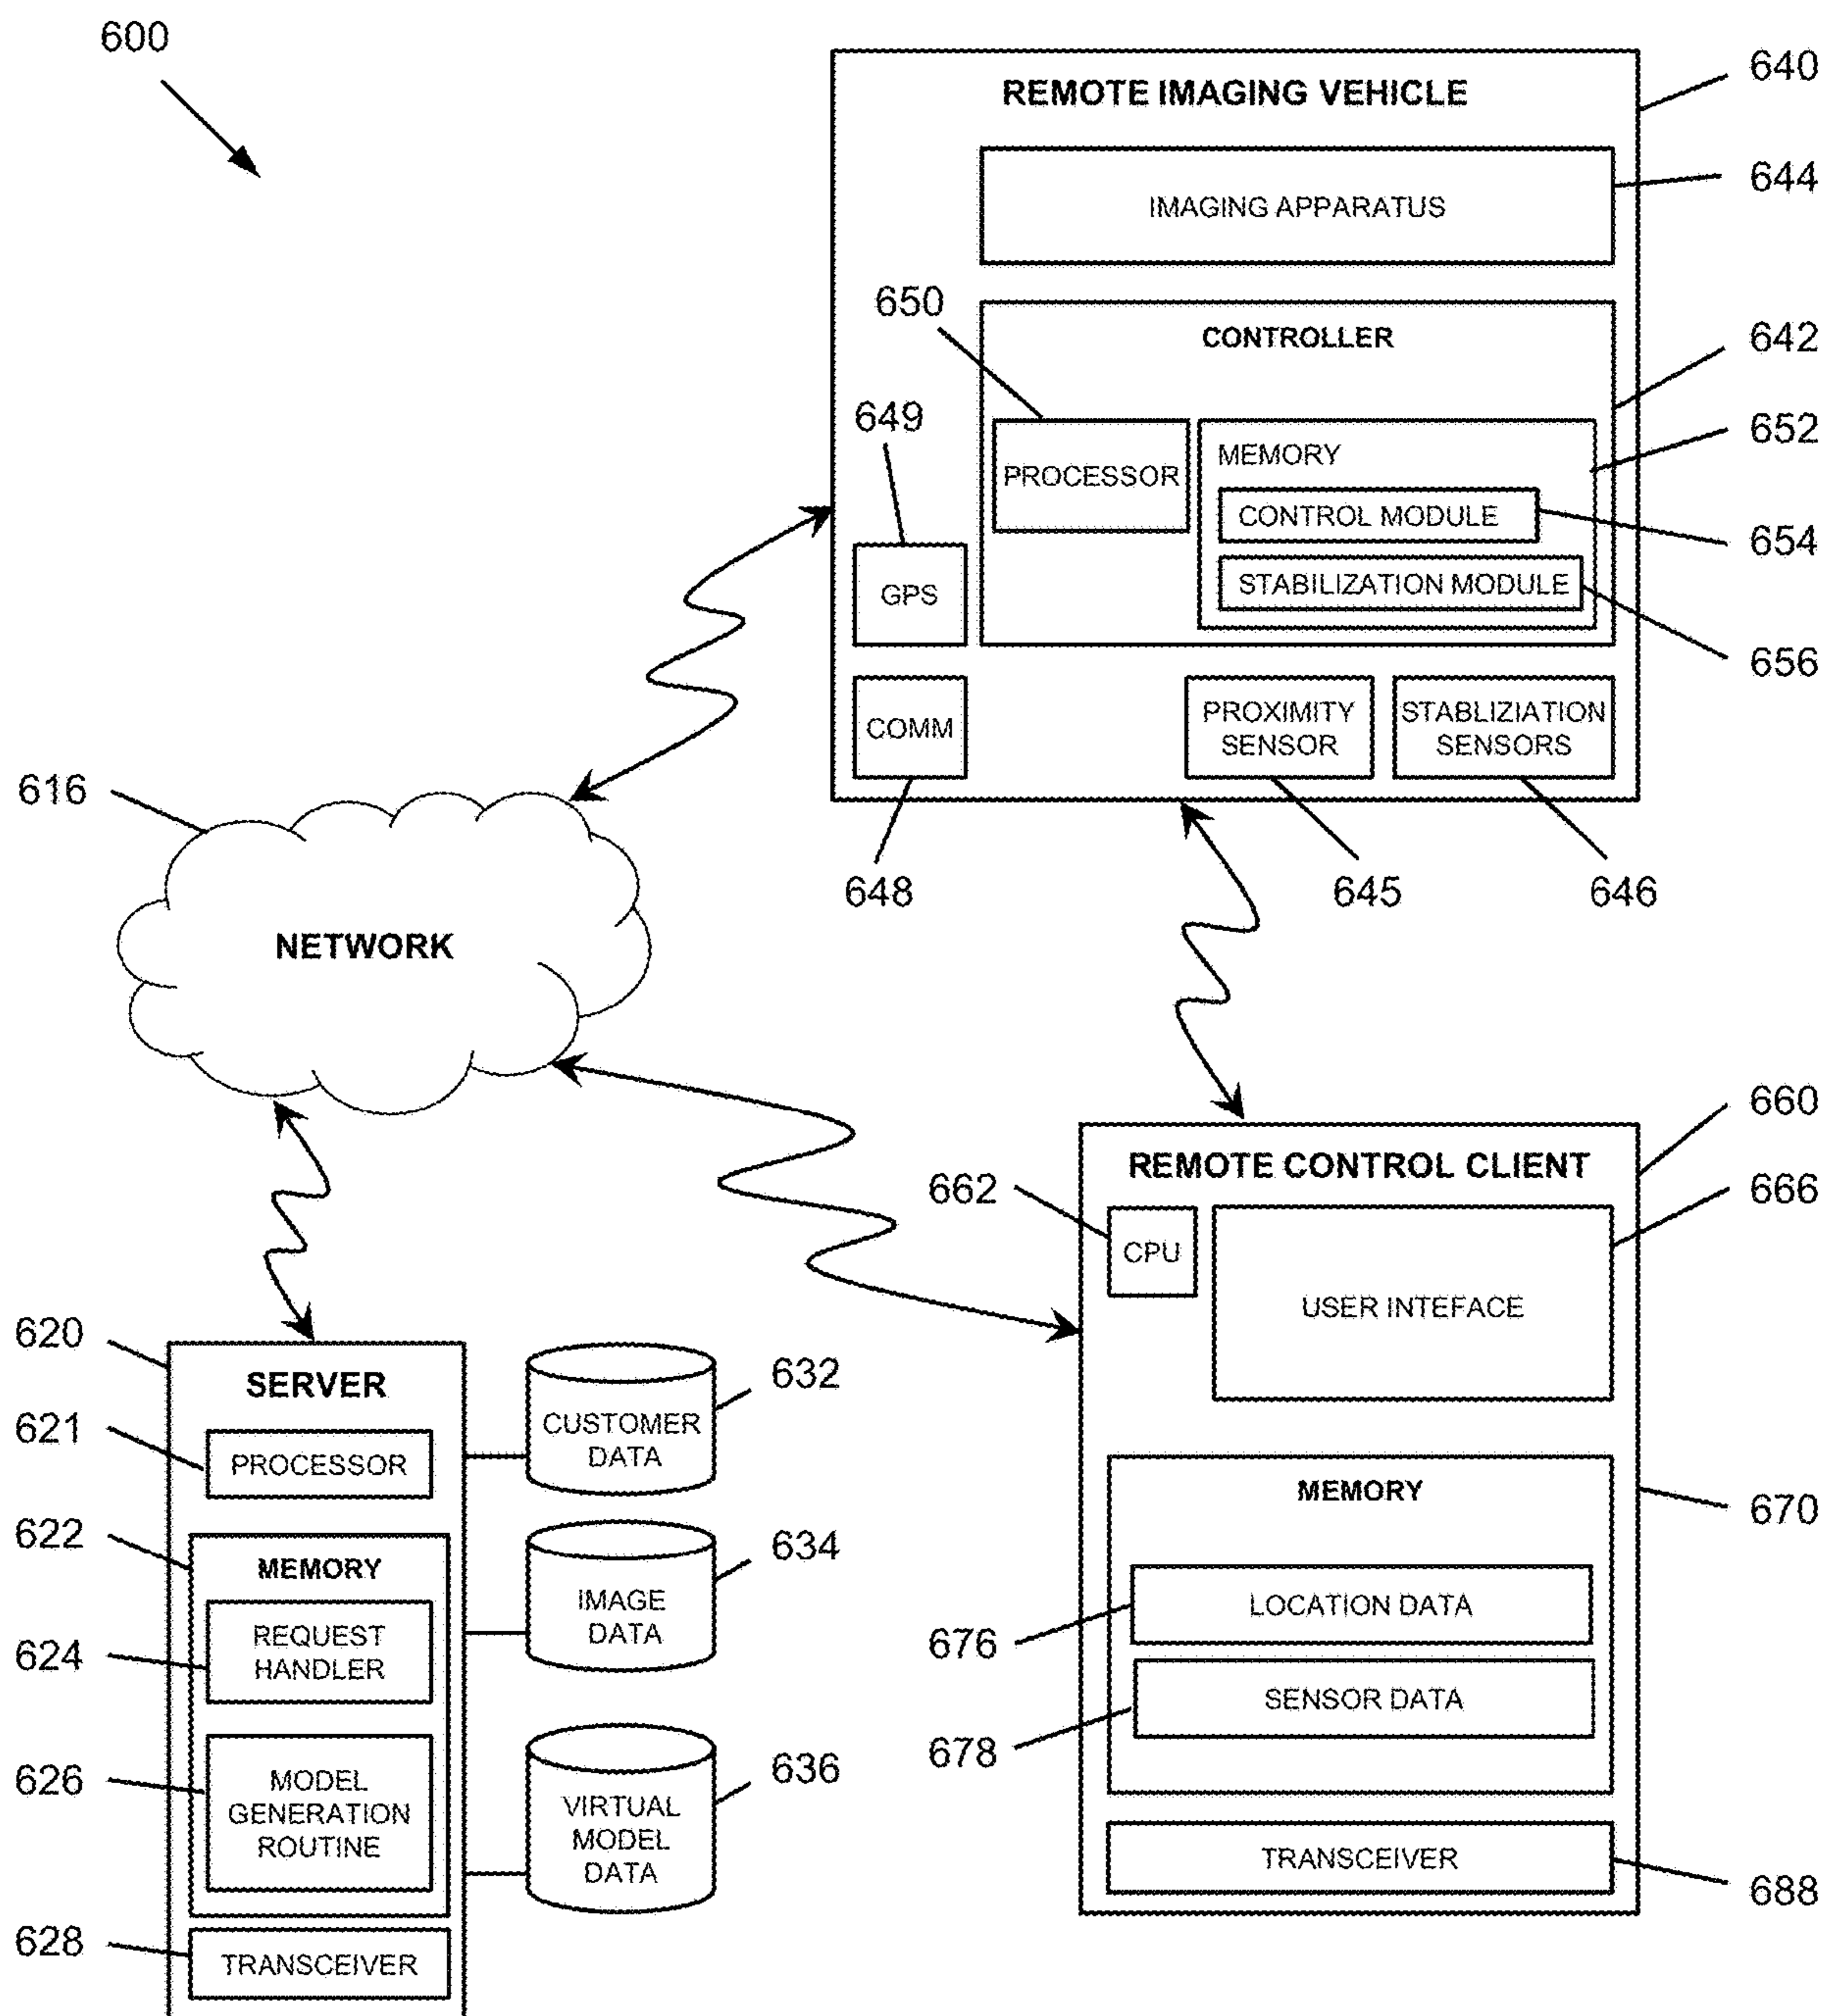 600
REMOTE IMAGING VEHICLE
640
IMAGING APPARATUS
644
650
CONTROLLER
642
649
PROCESSOR
MEMORY
652
CONTROL MODULE
654
STABILIZATION MODULE
656
GPS
COMM
PROXIMITY
SENSOR
STABLIZIATION
SENSORS
648
645
646
616
NETWORK
660
REMOTE CONTROL CLIENT
662
CPU
666
USER INTEFACE
MEMORY
670
LOCATION DATA
676
SENSOR DATA
678
TRANSCEIVER
688
620
SERVER
621
PROCESSOR
622
MEMORY
624
REQUEST
HANDLER
626
MODEL
GENERATION
ROUTINE
628
TRANSCEIVER
632
CUSTOMER
DATA
634
IMAGE
DATA
636
VIRTUAL
MODEL
DATA